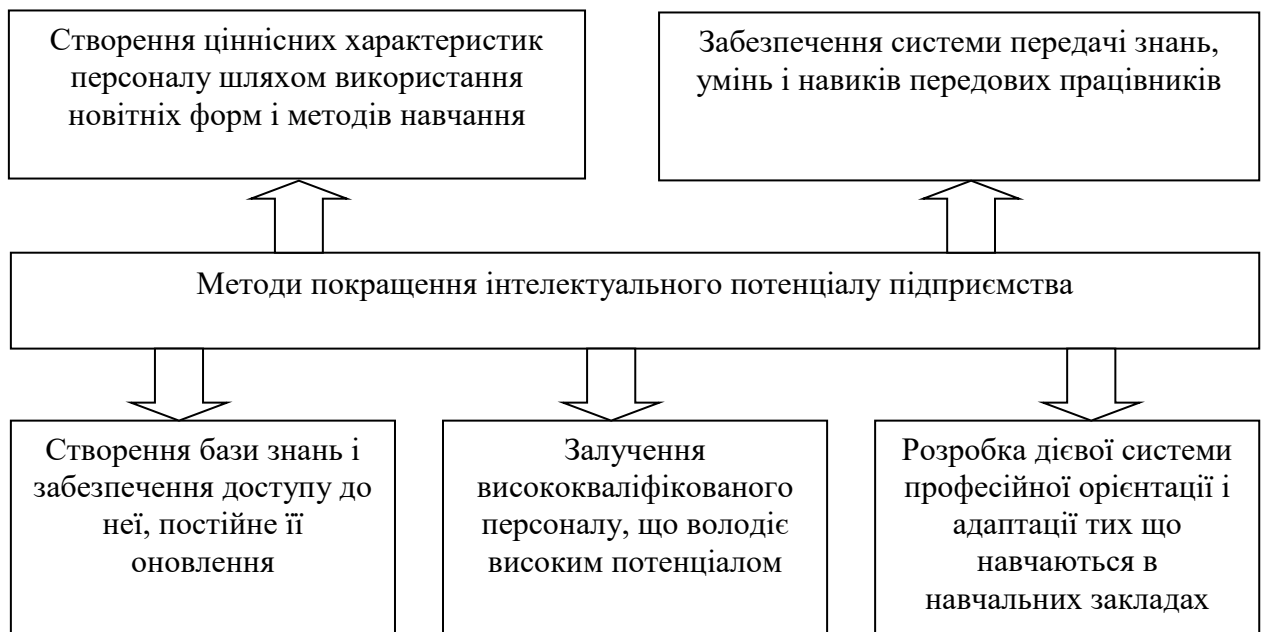 Створення ціннісних характеристик
персоналу шляхом використання
новітніх форм і методів навчання
Забезпечення системи передачі знань,
умінь і навиків передових працівників
Методи покращення інтелектуального потенціалу підприємства
Створення бази знань і
забезпечення доступу до
неї, постійне її
оновлення
Залучення
висококваліфікованого
персоналу, що володіє
високим потенціалом
Розробка дієвої системи
професійної орієнтації і
адаптації тих що
навчаються в
навчальних закладах